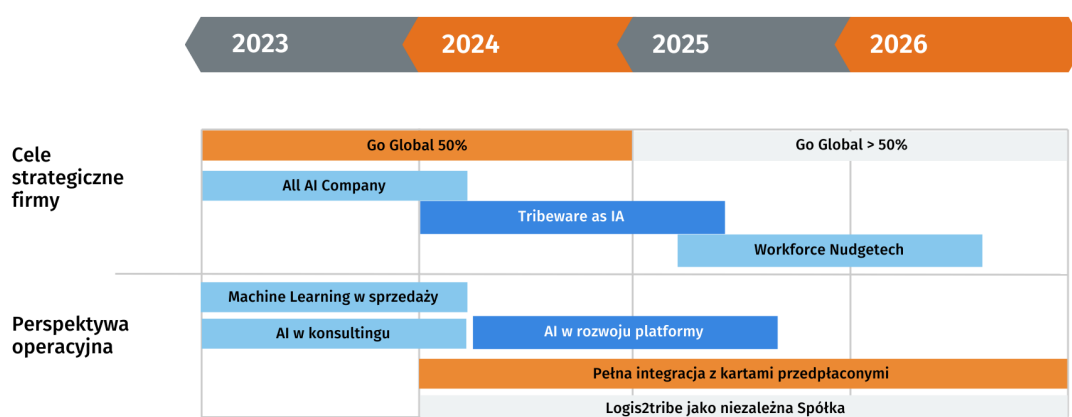 2023
2024
2025
2026
Cele
strategiczne
firmy
Go Global 50%
Go Global > 50%
All AI Company
Tribeware as IA
Workforce Nudgetech
Perspektywa
operacyjna
Machine Learning w sprzedaży
AI w konsultingu
AI w rozwoju platformy
Pełna integracja z kartami przedpłaconymi
Logis2tribe jako niezależna Spółka